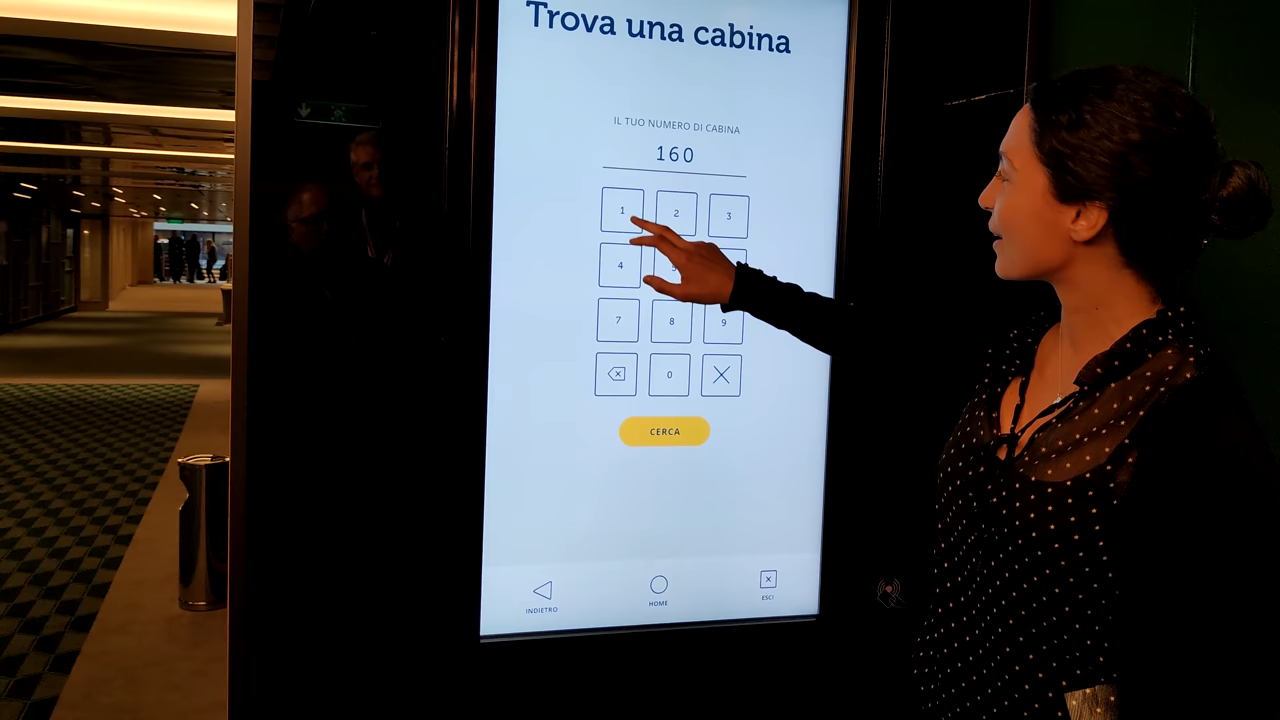 Trova una cabina
IL TUO NUMERO DI CABINA
160
1 2 3
4 5
7 8 9
0
CERCA
INDIETRO HOME ESCI